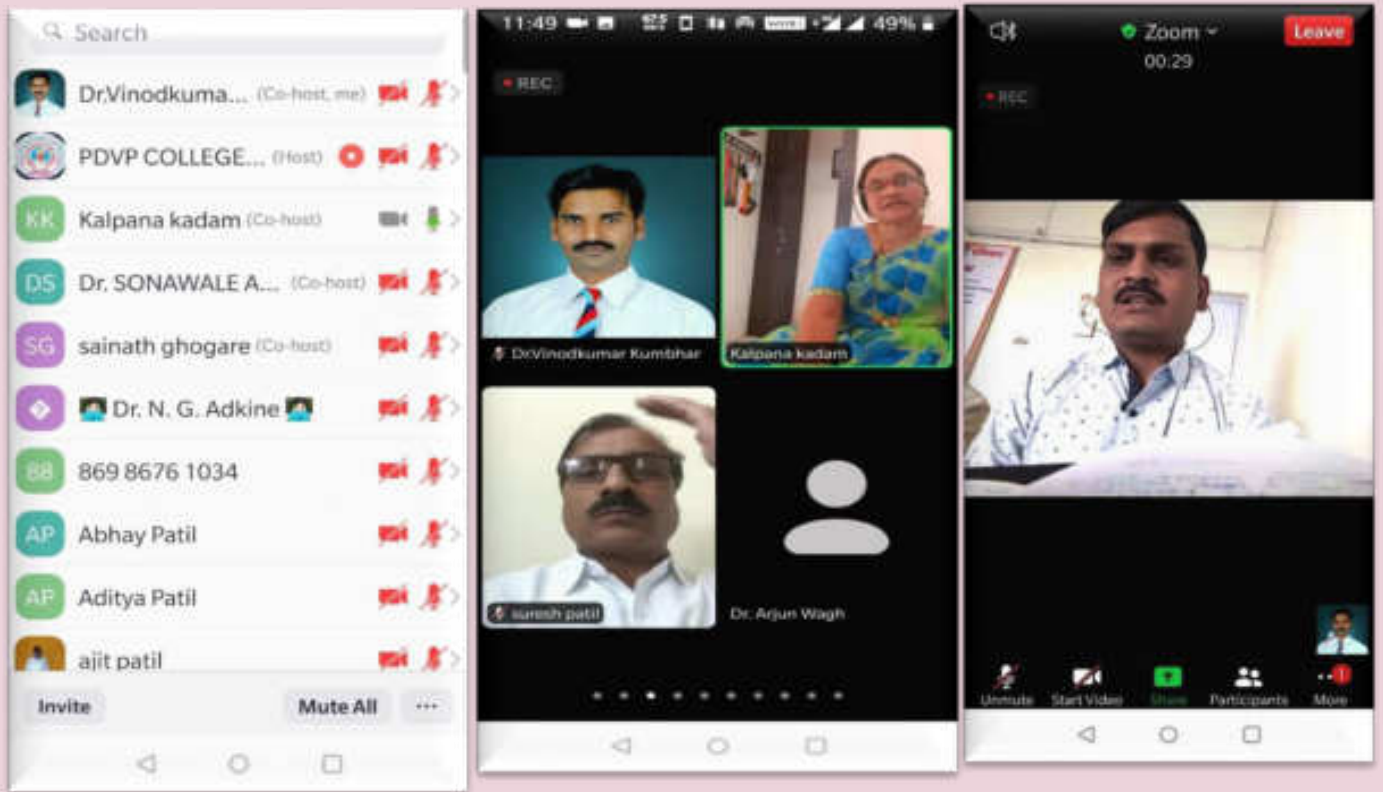 Search
Dr.Vinodkuma... (Co-host, me)
PDVP COLLEGE... (Host)
KK Kalpana kadam (Co-host)
DS Dr. SONAWALE A... (Co-host)
SG sainath ghogare (Co-host)
Dr. N. G. Adkine
88 869 8676 1034
AP Abhay Patil
AP Aditya Patil
ajit patil
Invite Mute All ...
11:49 49%
REC
Dr.Vinodkumar Kumbhar
Kalpana kadam
suresh patil
Dr. Arjun Wagh
Zoom Leave
00:29
REC
Unmute Start Video Share Participants More
1